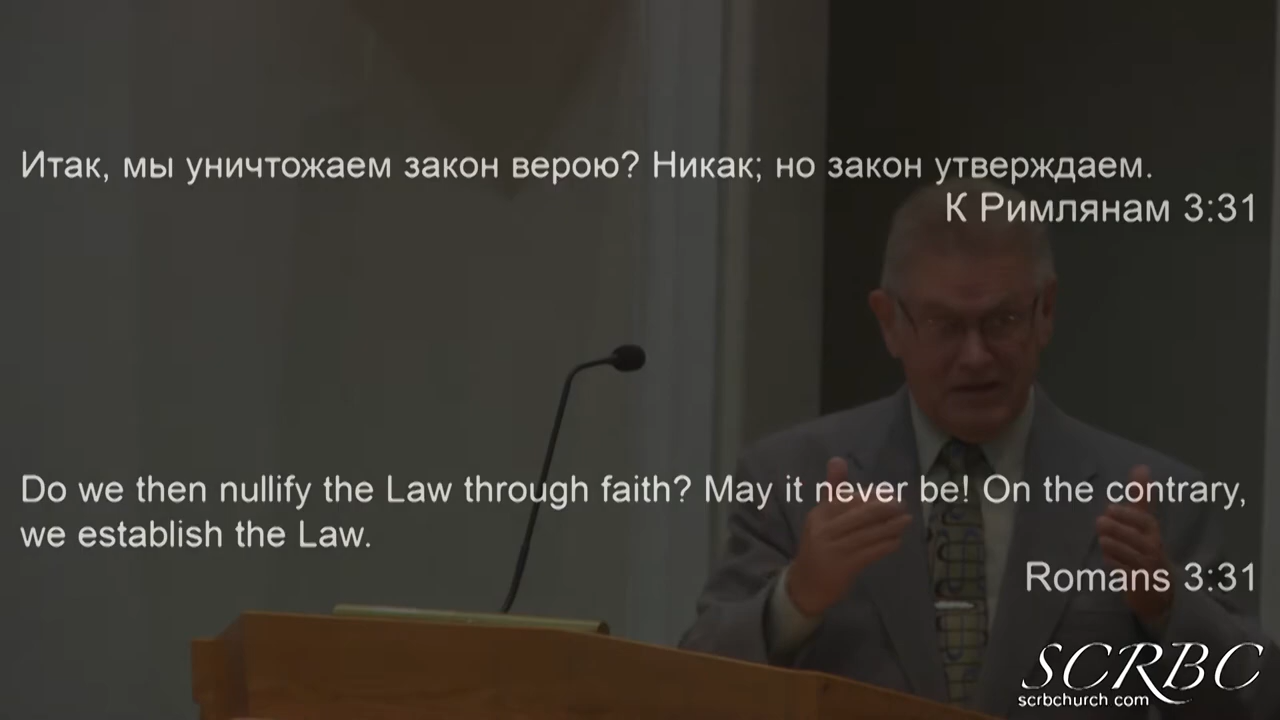 Итак, мы уничтожаем закон верою? Никак; но закон утверждаем.
К Римлянам 3:31
Do we then nullify the Law through faith? May it never be! On the contrary,
we establish the Law.
Romans 3:31
SCRBC
scrbchurch com